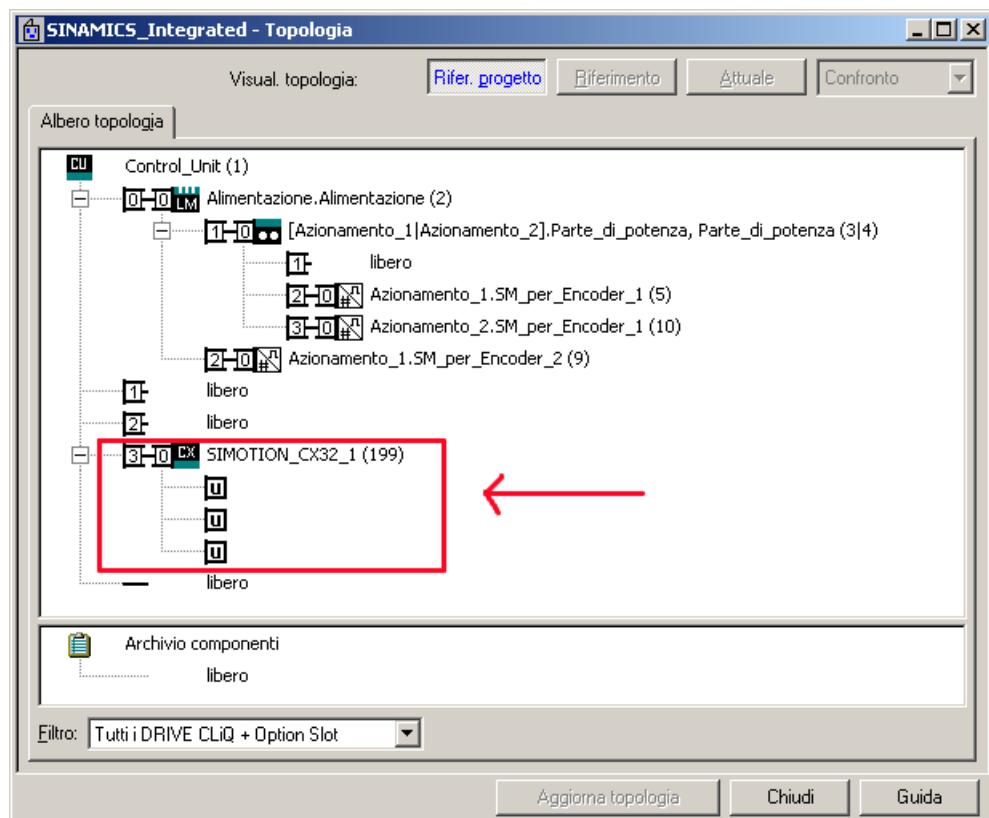 SINAMICS_Integrated - Topologia
Visual. topologia: Rifer. progetto Riferimento Attuale Confronto
Albero topologia
CU Control_Unit (1)
0 0 LM Alimentazione.Alimentazione (2)
1 0 [Azionamento_1|Azionamento_2].Parte_di_potenza, Parte_di_potenza (3|4)
1 libero
2 0 # Azionamento_1.SM_per_Encoder_1 (5)
3 0 # Azionamento_2.SM_per_Encoder_1 (10)
2 0 # Azionamento_1.SM_per_Encoder_2 (9)
1 libero
2 libero
3 0 CX SIMOTION_CX32_1 (199)
u
u
u
libero
Archivio componenti
libero
Filtro: Tutti i DRIVE CLiQ + Option Slot
Aggiorna topologia Chiudi Guida